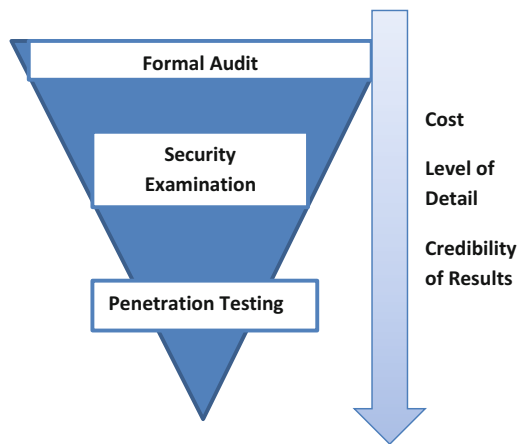 Formal Audit
Security
Examination
Penetration Testing
Cost
Level of
Detail
Credibility
of Results